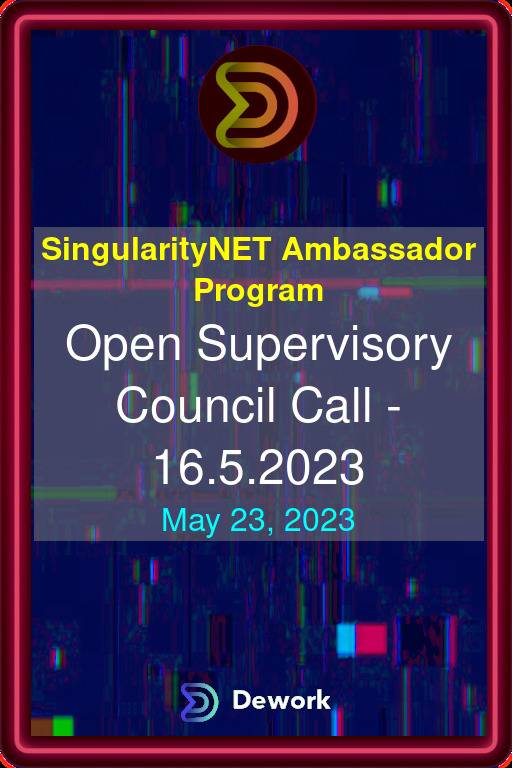 SingularityNET Ambassador
Program
Open Supervisory
Council Call -
16.5.2023
May 23, 2023
Dework